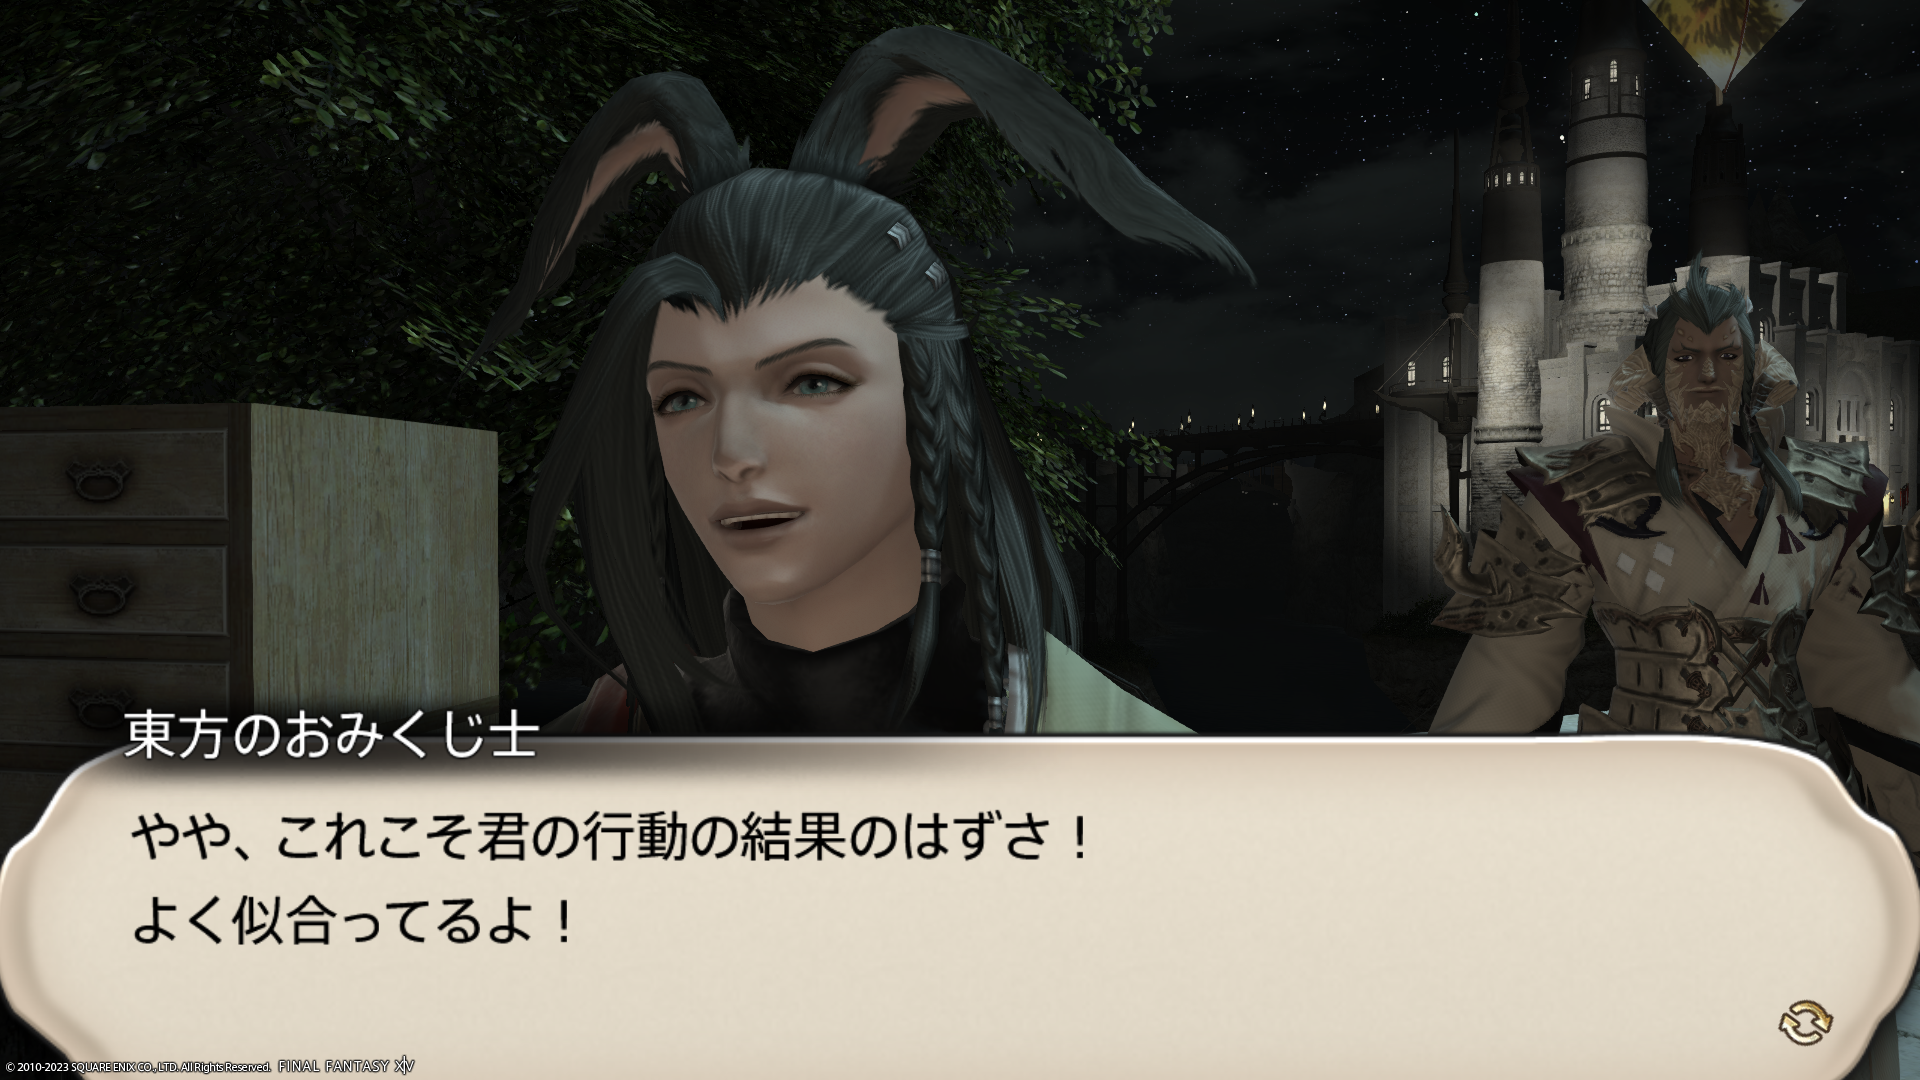 東方のおみくじ士
やや、これこそ君の行動の結果のはずさ！
よく似合ってるよ！
© 2010-2023 SQUARE ENIX CO., LTD. All Rights Reserved. FINAL FANTASY XIV